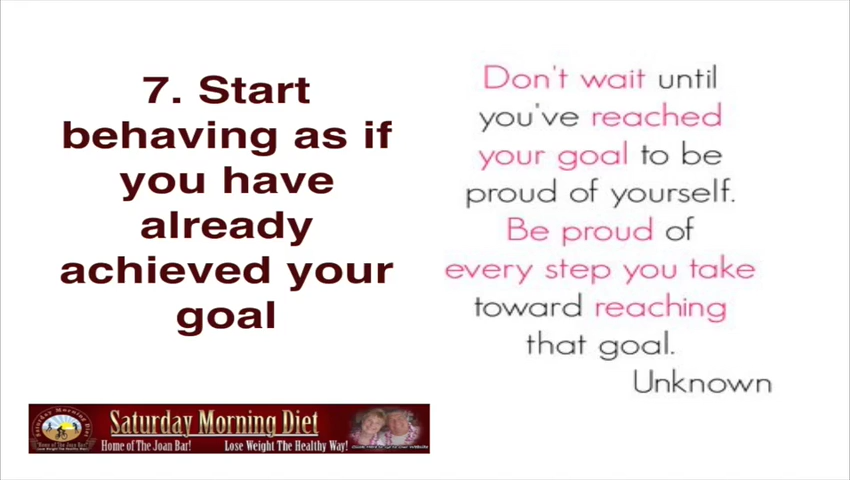 7. Start
behaving as if
you have
already
achieved your
goal
Don't wait until
you've reached
your goal to be
proud of yourself.
Be proud of
every step you take
toward reaching
that goal.
Unknown
Saturday Morning Diet
Home of The Joan Bar!
Lose Weight The Healthy Way!